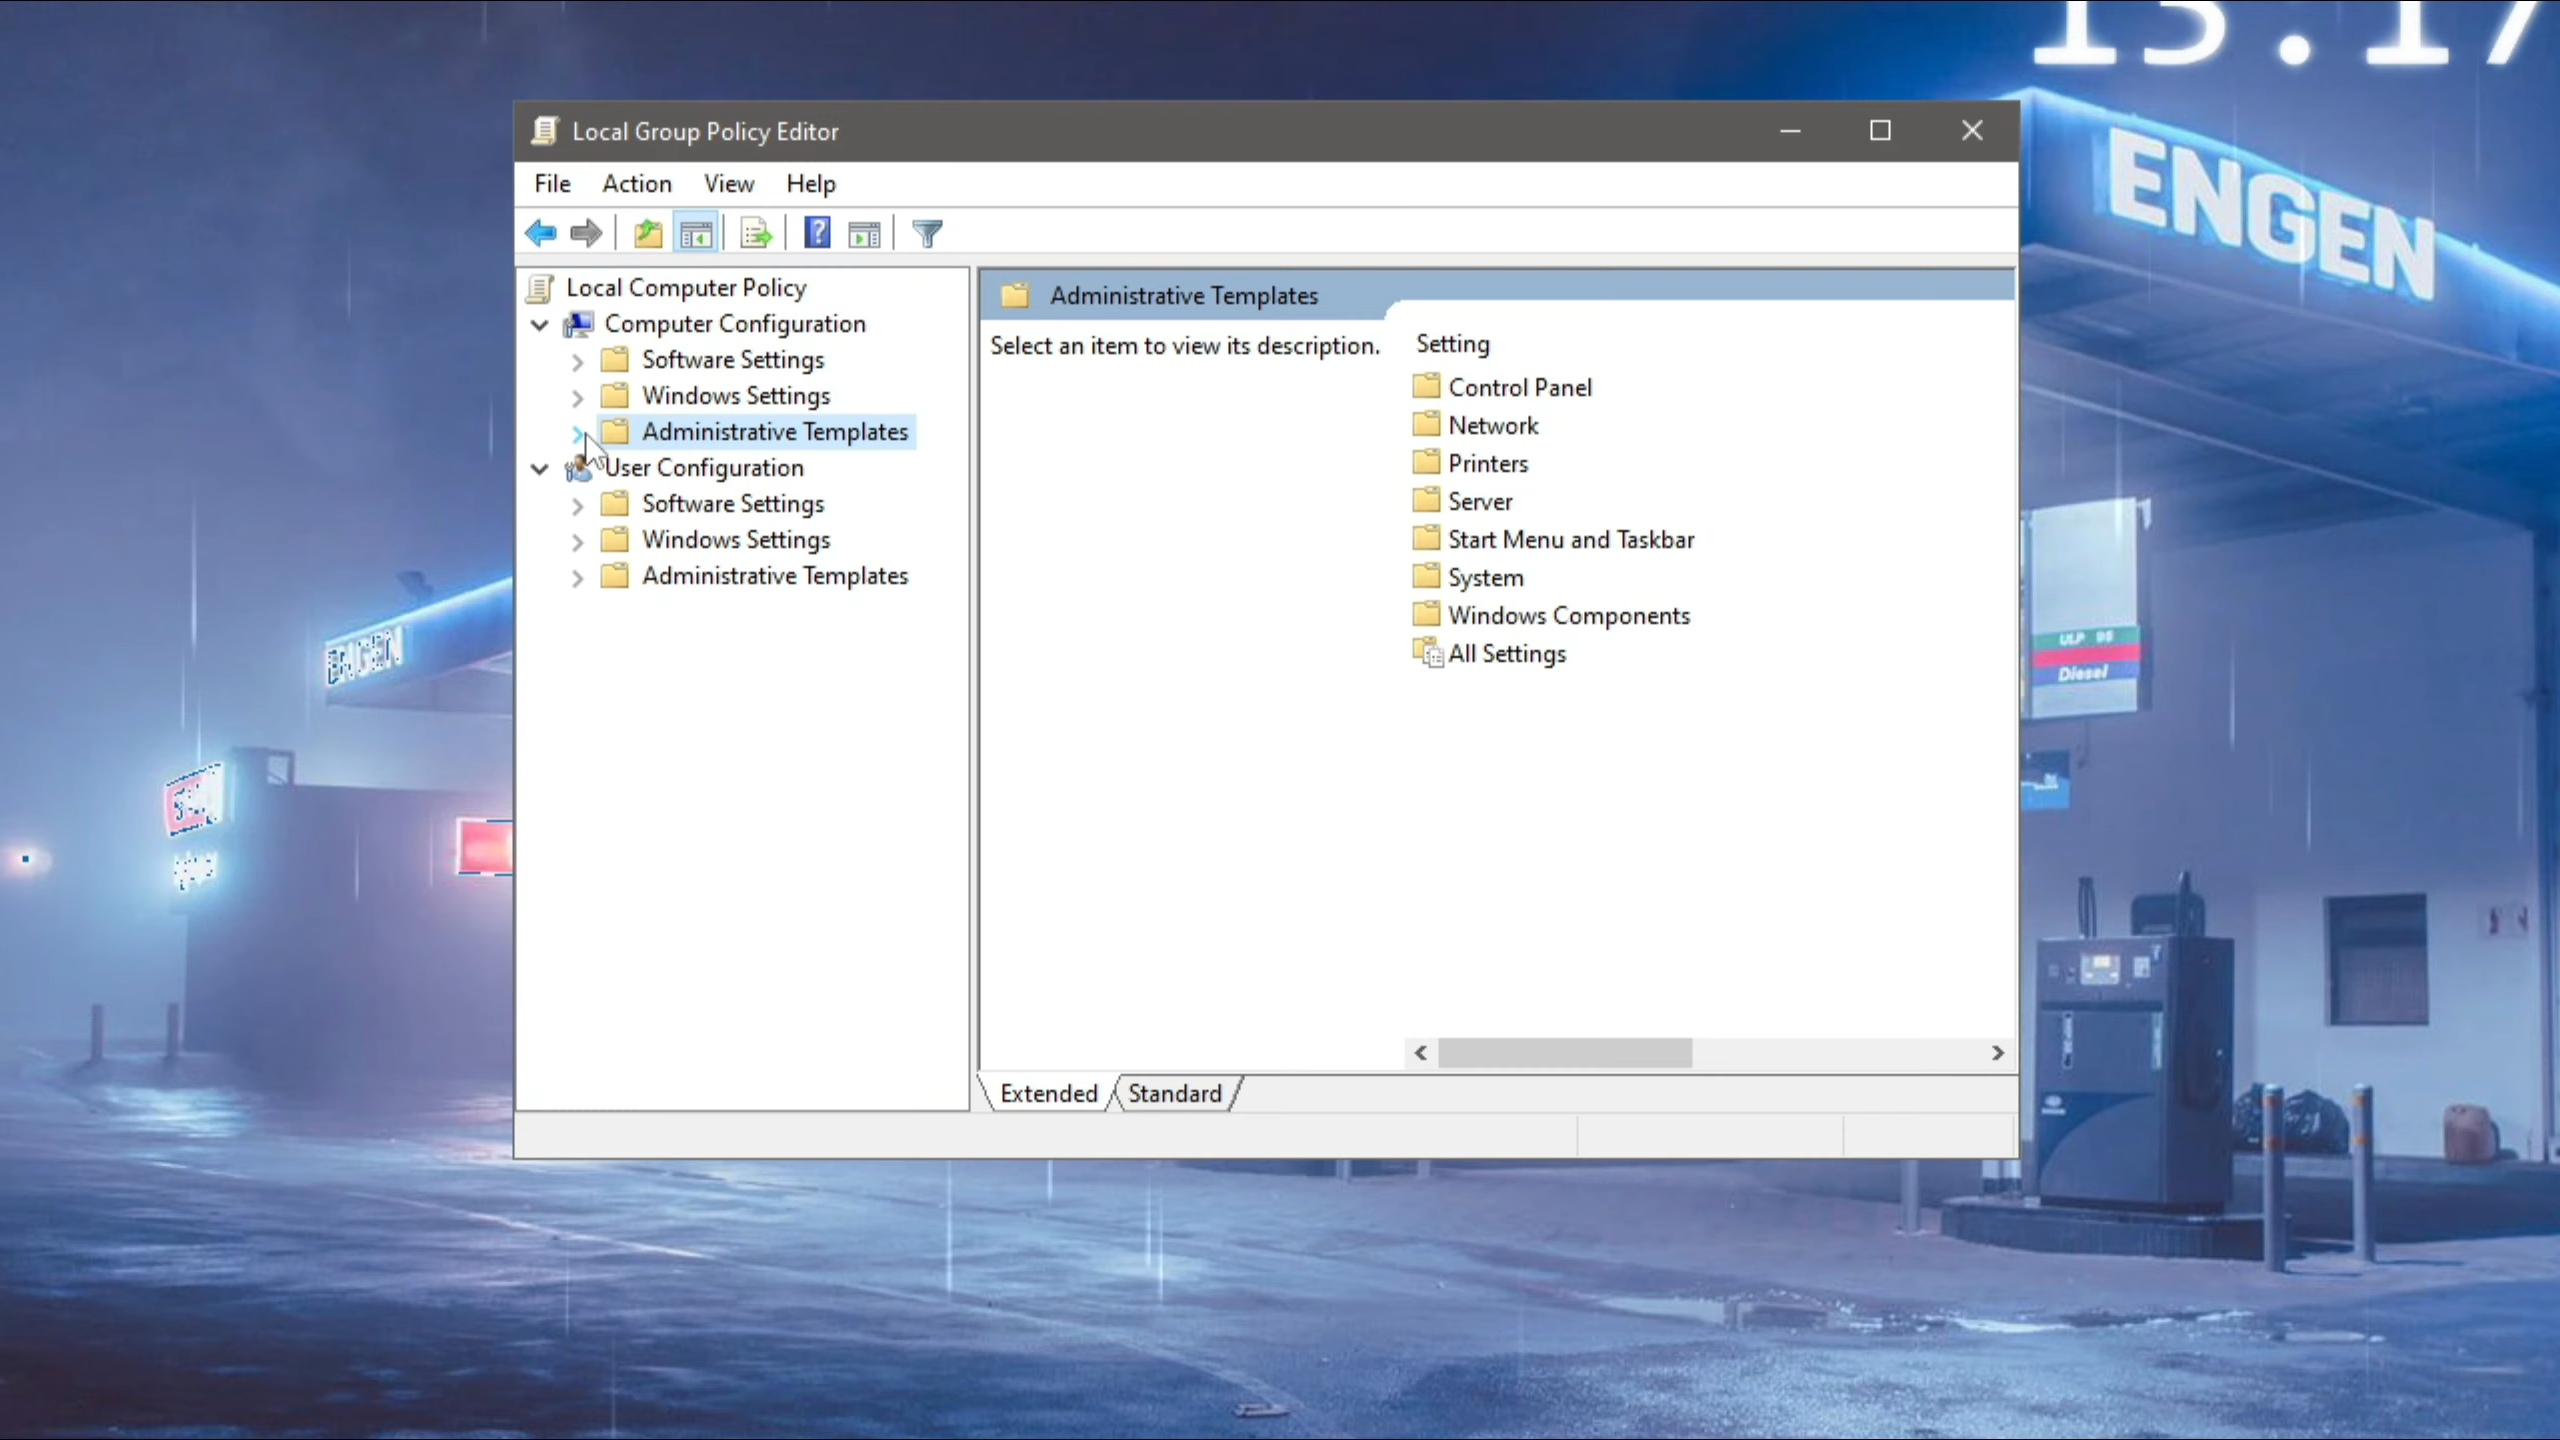 13:17
Local Group Policy Editor
File Action View Help
ENGEN
Local Computer Policy
Computer Configuration
Software Settings
Windows Settings
Administrative Templates
User Configuration
Software Settings
Windows Settings
Administrative Templates
Administrative Templates
Select an item to view its description.
Setting
Control Panel
Network
Printers
Server
Start Menu and Taskbar
System
Windows Components
All Settings
Extended Standard
ENGEN
ULP 95
Diesel